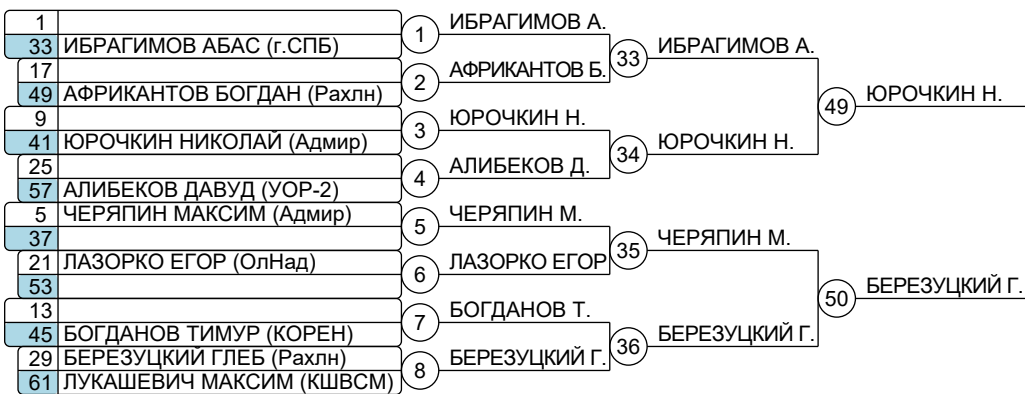 1
33 ИБРАГИМОВ АБАС (г.СПБ)
17
49 АФРИКАНТОВ БОГДАН (Рахлн)
9
41 ЮРОЧКИН НИКОЛАЙ (Адмир)
25
57 АЛИБЕКОВ ДАВУД (УОР-2)
5 ЧЕРЯПИН МАКСИМ (Адмир)
37
21 ЛАЗОРКО ЕГОР (ОлНад)
53
13
45 БОГДАНОВ ТИМУР (КОРЕН)
29 БЕРЕЗУЦКИЙ ГЛЕБ (Рахлн)
61 ЛУКАШЕВИЧ МАКСИМ (КШВСМ)
1 ИБРАГИМОВ А.
2 АФРИКАНТОВ Б.
3 ЮРОЧКИН Н.
4 АЛИБЕКОВ Д.
5 ЧЕРЯПИН М.
6 ЛАЗОРКО ЕГОР
7 БОГДАНОВ Т.
8 БЕРЕЗУЦКИЙ Г.
33 ИБРАГИМОВ А.
34 ЮРОЧКИН Н.
35 ЧЕРЯПИН М.
36 БЕРЕЗУЦКИЙ Г.
49 ЮРОЧКИН Н.
50 БЕРЕЗУЦКИЙ Г.